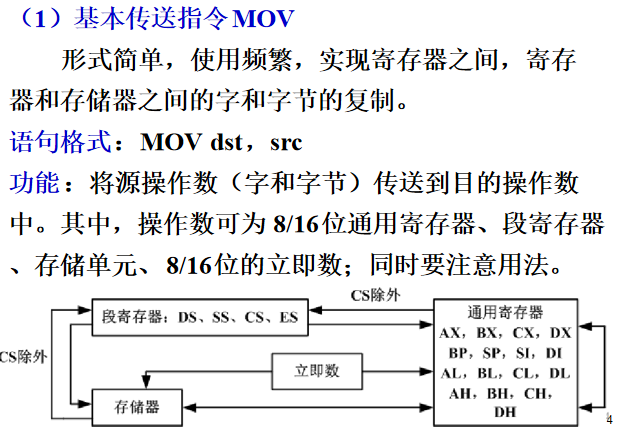 （1）基本传送指令MOV
形式简单，使用频繁，实现寄存器之间，寄存
器和存储器之间的字和字节的复制。
语句格式：MOV dst，src
功能：将源操作数（字和字节）传送到目的操作数
中。其中，操作数可为 8/16位通用寄存器、段寄存器
、存储单元、8/16位的立即数；同时要注意用法。
CS除外
段寄存器：DS、SS、CS、ES
通用寄存器
AX，BX，CX，DX
BP，SP，SI，DI
AL，BL，CL，DL
AH，BH，CH，
DH
CS除外
立即数
存储器
4